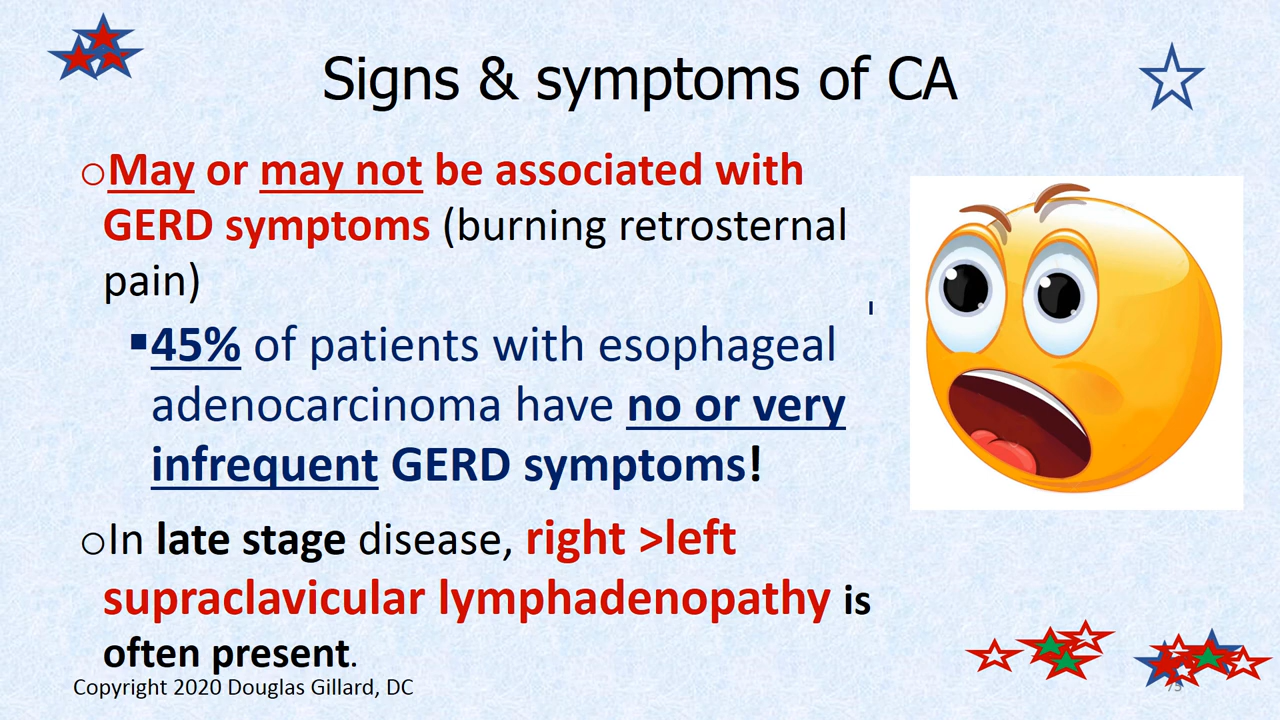 Signs & symptoms of CA
○May or may not be associated with
GERD symptoms (burning retrosternal
pain)
▪45% of patients with esophageal
adenocarcinoma have no or very
infrequent GERD symptoms!
○In late stage disease, right >left
supraclavicular lymphadenopathy is
often present.
Copyright 2020 Douglas Gillard, DC